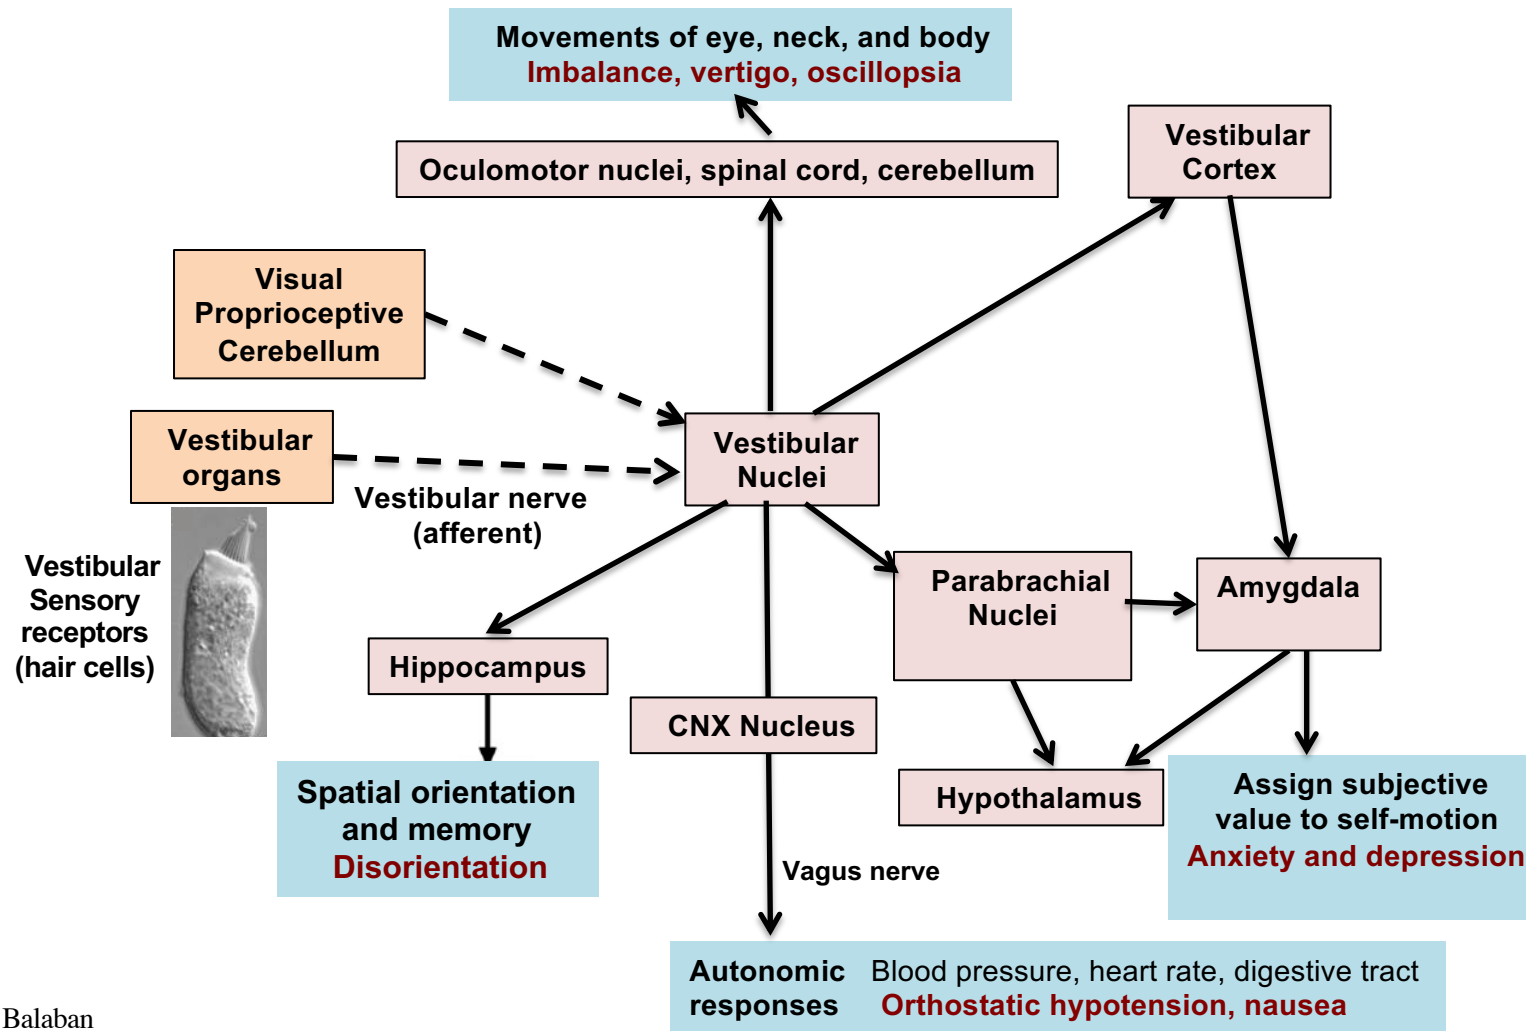 Movements of eye, neck, and body
Imbalance, vertigo, oscillopsia
Oculomotor nuclei, spinal cord, cerebellum
Vestibular
Cortex
Visual
Proprioceptive
Cerebellum
Vestibular
organs
Vestibular nerve
(afferent)
Vestibular
Nuclei
Vestibular
Sensory
receptors
(hair cells)
Parabrachial
Nuclei
Amygdala
Hippocampus
CNX Nucleus
Hypothalamus
Spatial orientation
and memory
Disorientation
Assign subjective
value to self-motion
Anxiety and depression
Vagus nerve
Autonomic Blood pressure, heart rate, digestive tract
responses Orthostatic hypotension, nausea
Balaban